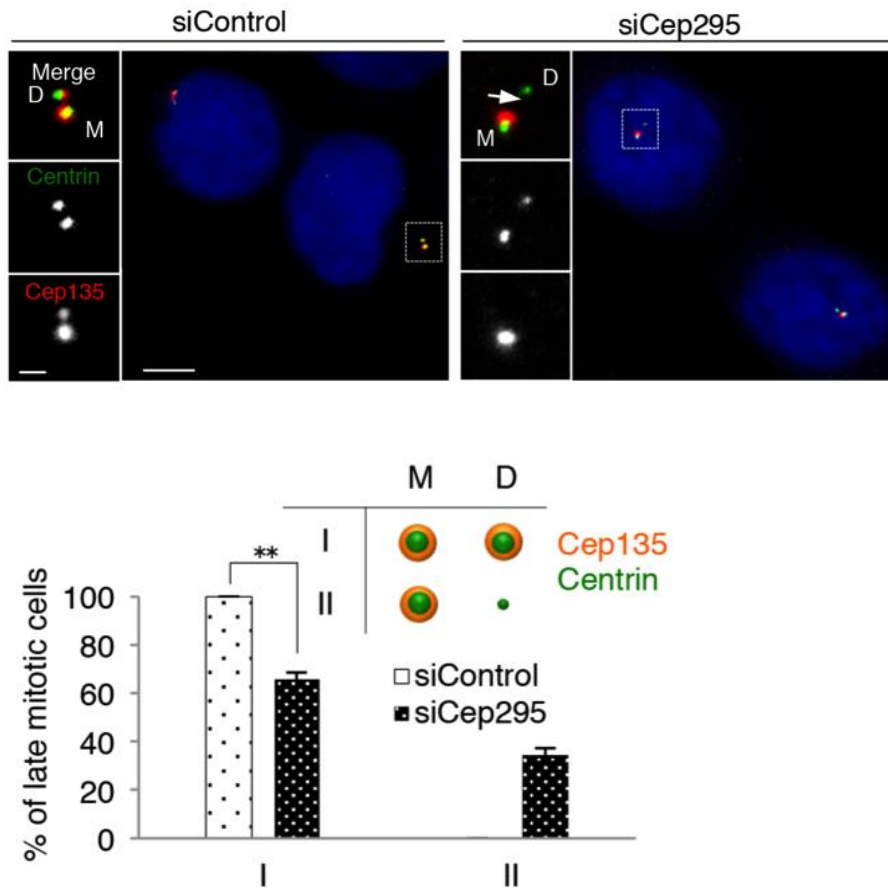 siControl
siCep295
Merge
D
M
Centrin
Cep135
D
M
M D
I
Cep135
Centrin
II
**
% of late mitotic cells
100
80
60
40
20
0
siControl
siCep295
I II